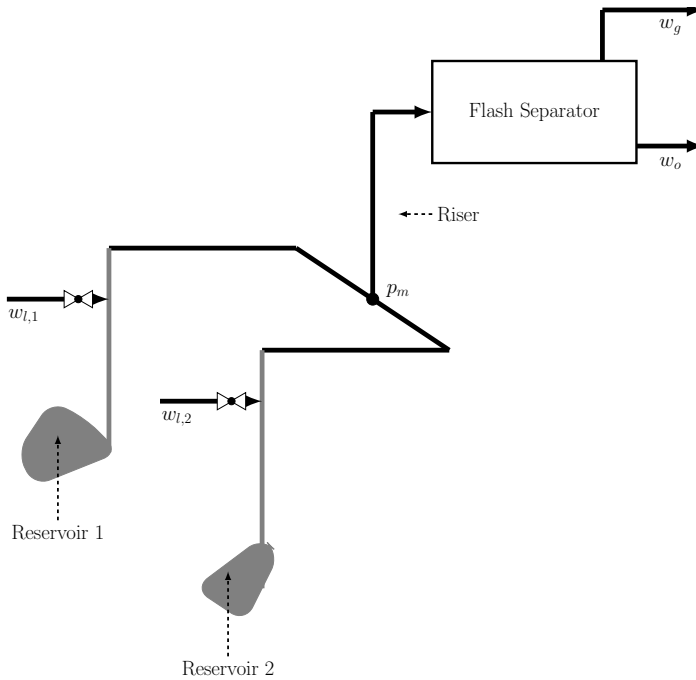 w_g
Flash Separator
w_o
Riser
p_m
w_{l,1}
w_{l,2}
Reservoir 1
Reservoir 2